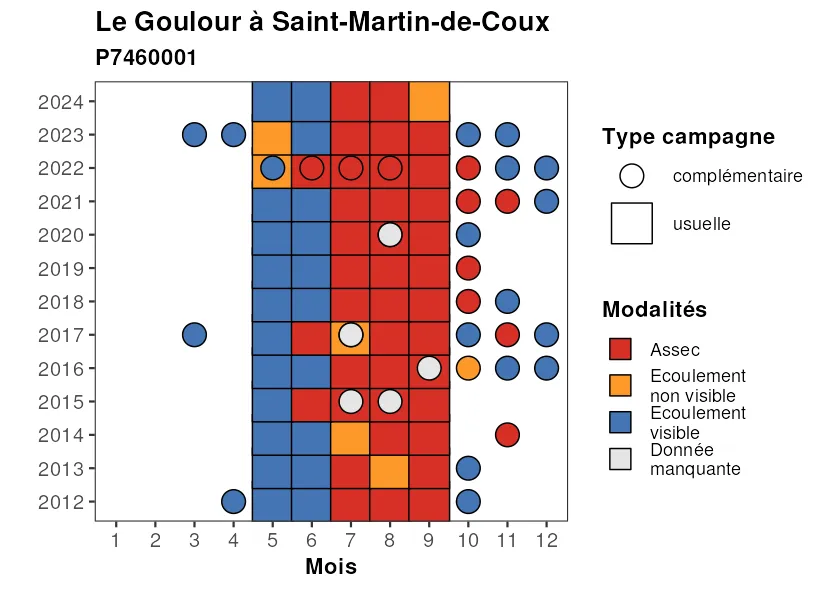 Le Goulour à Saint-Martin-de-Coux
P7460001
2024
2023
2022
2021
2020
2019
2018
2017
2016
2015
2014
2013
2012
1 2 3 4 5 6 7 8 9 10 11 12
Mois
Type campagne
complémentaire
usuelle
Modalités
Assec
Ecoulement
non visible
Ecoulement
visible
Donnée
manquante